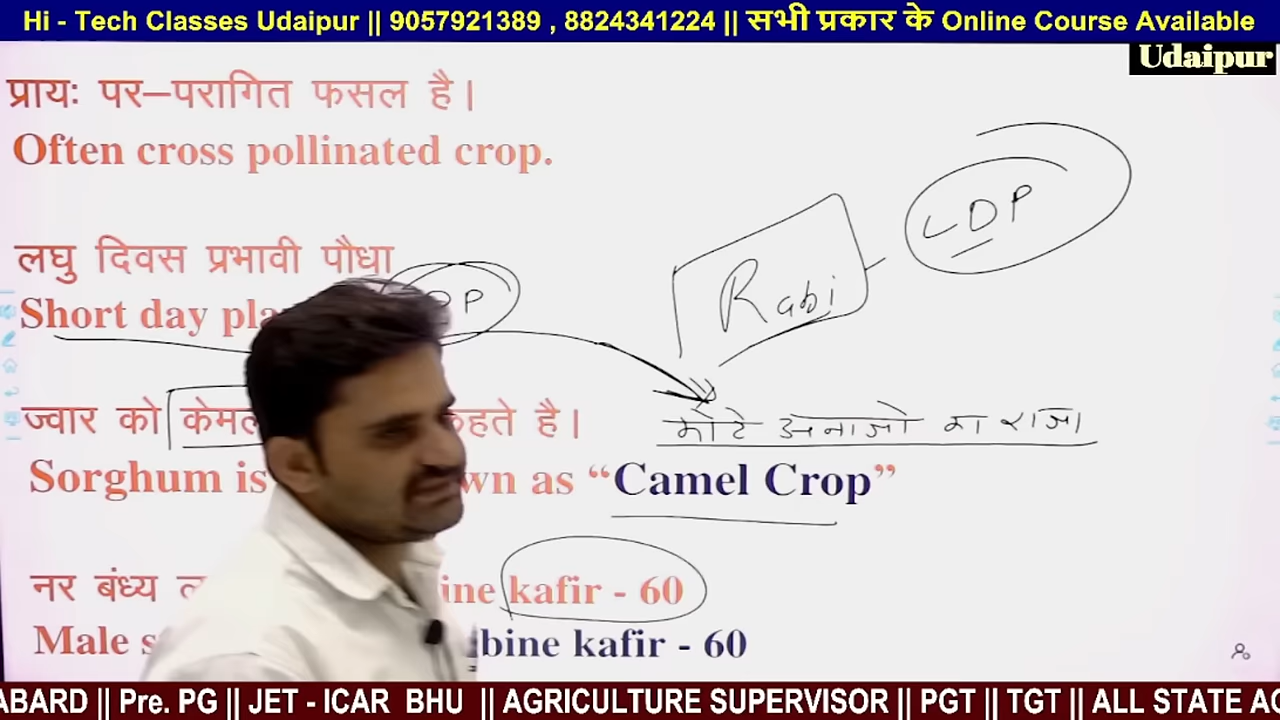 Hi - Tech Classes Udaipur || 9057921389 , 8824341224 || सभी प्रकार के Online Course Available
Udaipur
प्रायः पर–परागित फसल है।
Often cross pollinated crop.
LDP
लघु दिवस प्रभावी पौधा
Rabi
Short day pla
DP
ज्वार को केमल कहते है।
मोटे अनाजो का राजा
Sorghum is wn as “Camel Crop”
नर बंध्य ine kafir - 60
Male s bine kafir - 60
ABARD || Pre. PG || JET - ICAR BHU || AGRICULTURE SUPERVISOR || PGT || TGT || ALL STATE AG